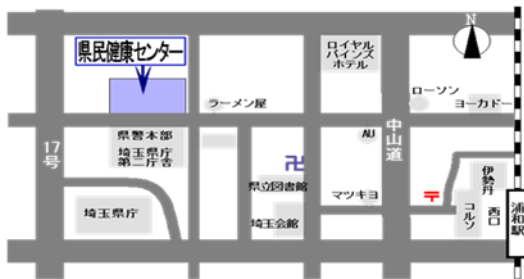 N
県民健康センター
ロイヤル
パインズ
ホテル
ローソン
ヨーカドー
ラーメン屋
17号
県警本部
埼玉県庁
第二庁舎
AU
中山道
卍
県立図書館
マツキヨ
〒
伊勢丹
コルソ
西口
浦和駅
埼玉県庁
埼玉会館